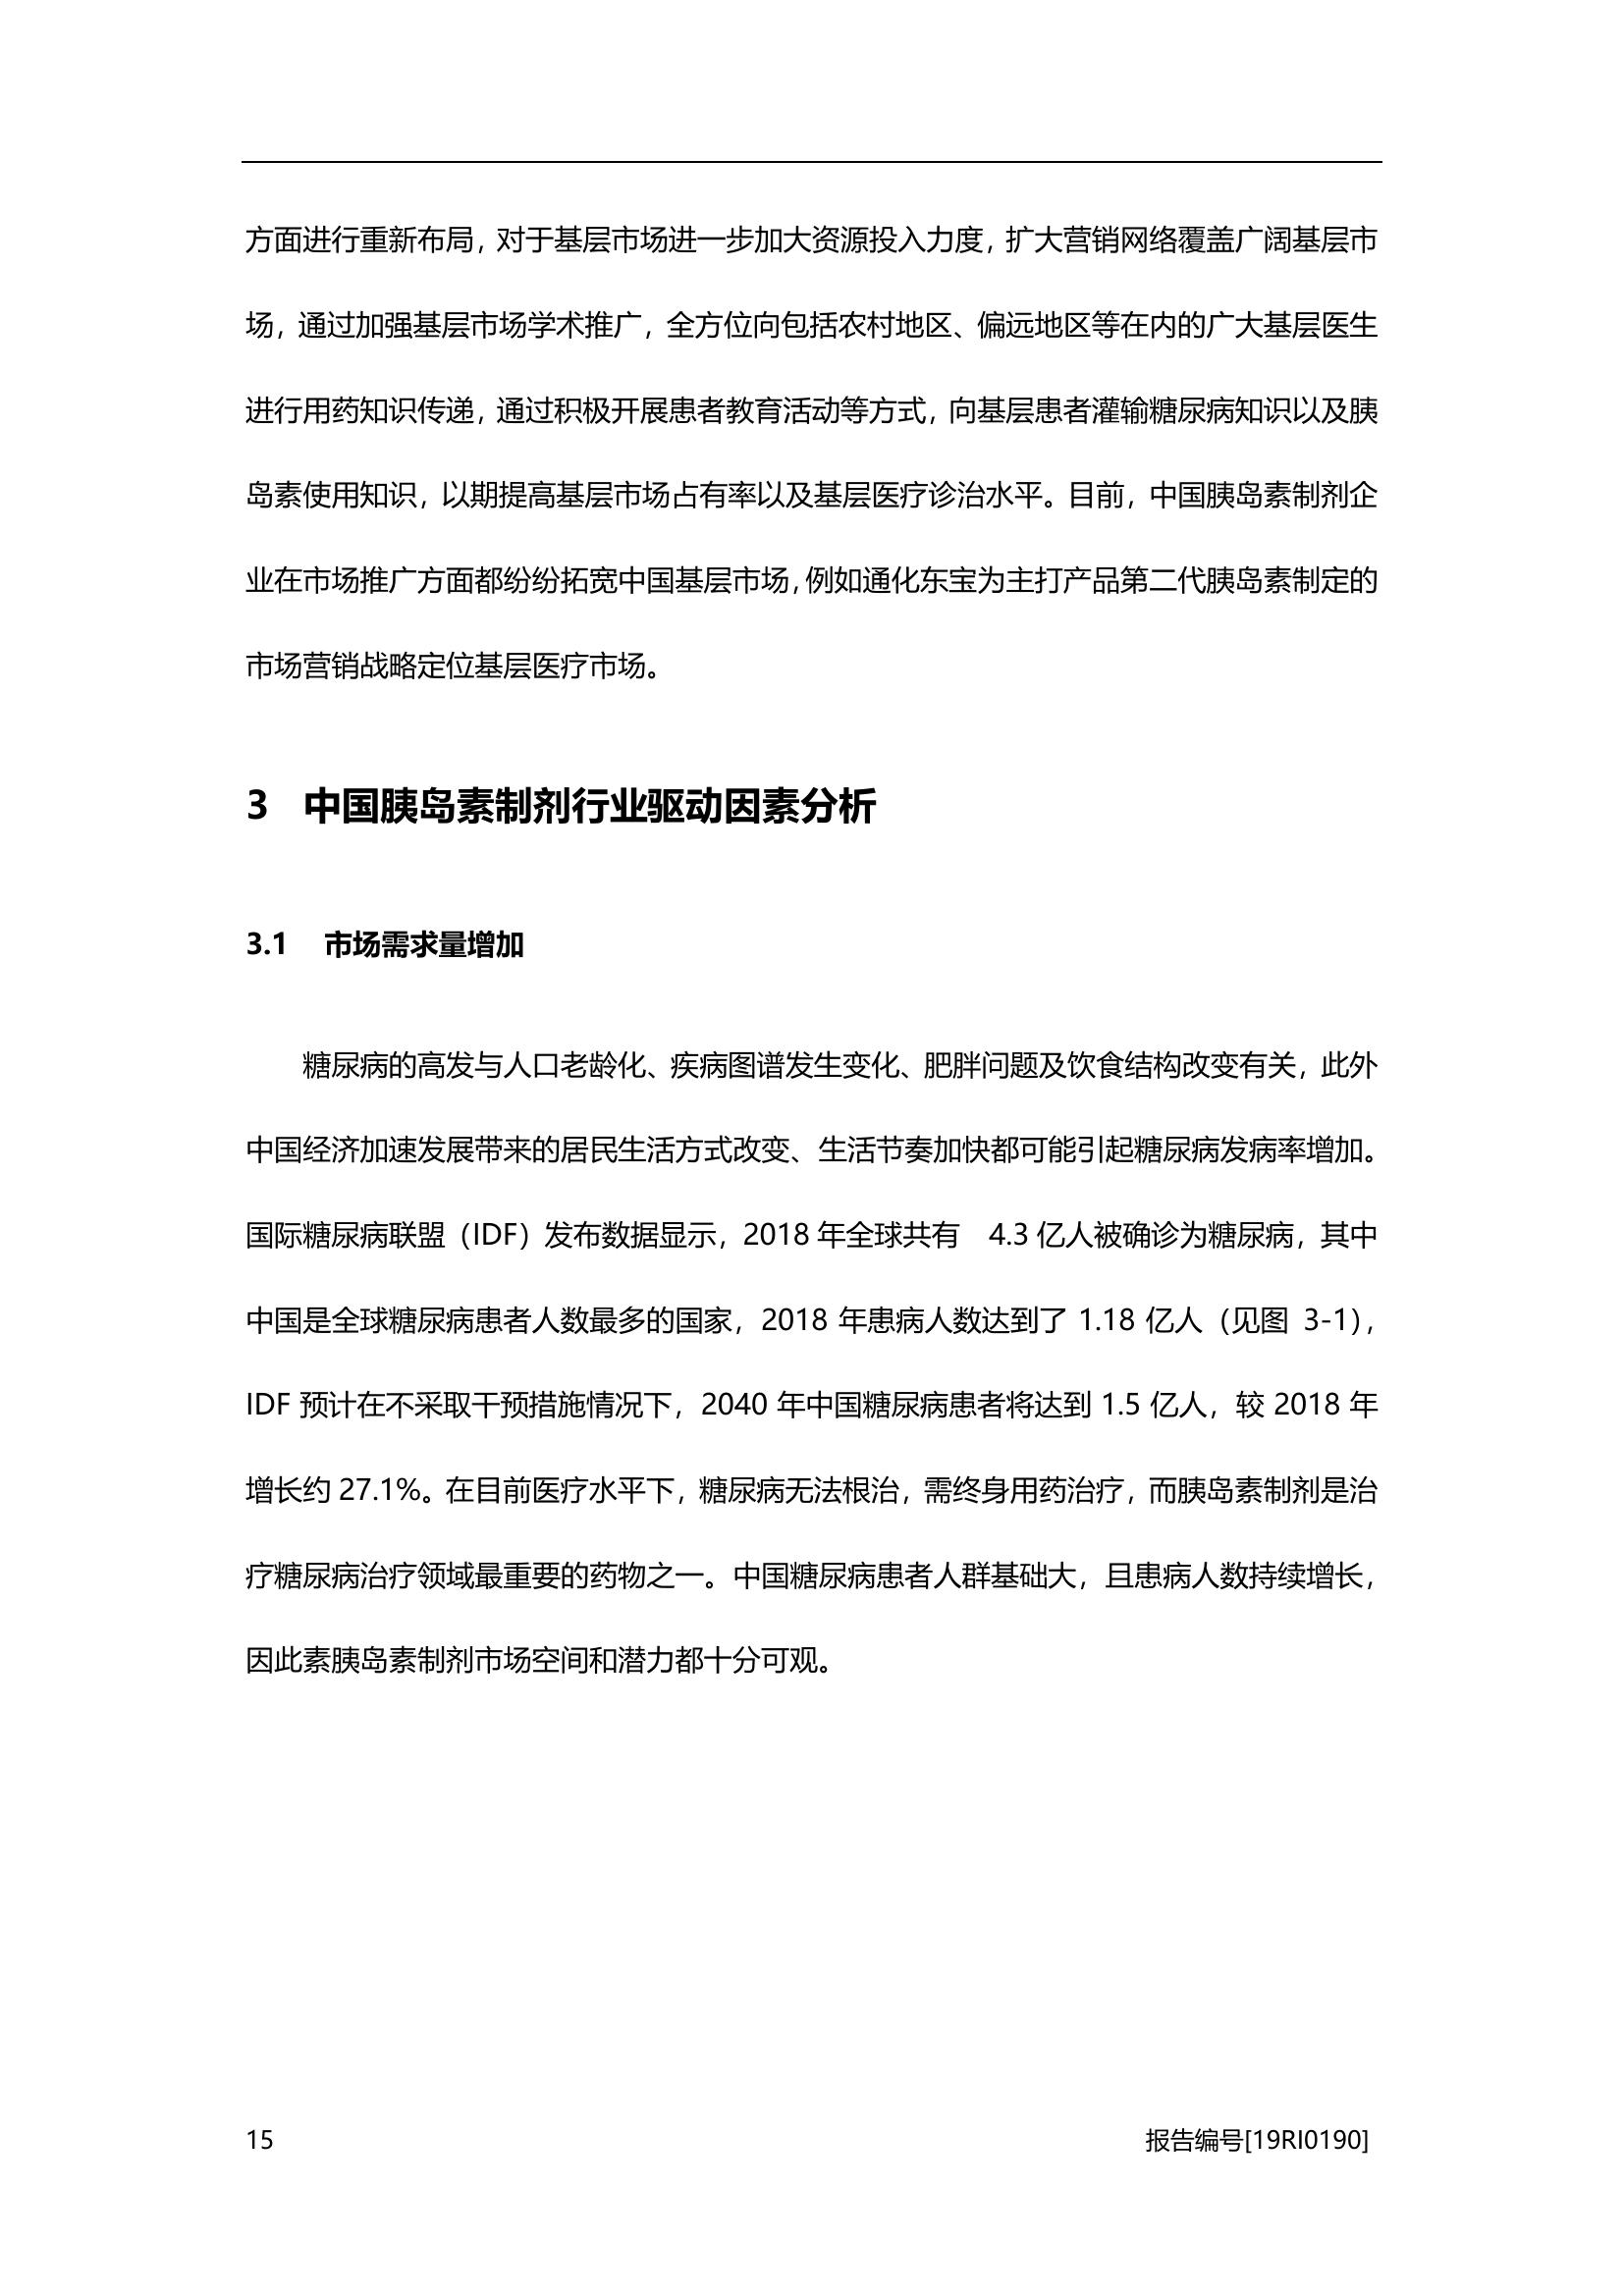 方面进行重新布局，对于基层市场进一步加大资源投入力度，扩大营销网络覆盖广阔基层市
场，通过加强基层市场学术推广，全方位向包括农村地区、偏远地区等在内的广大基层医生
进行用药知识传递，通过积极开展患者教育活动等方式，向基层患者灌输糖尿病知识以及胰
岛素使用知识，以期提高基层市场占有率以及基层医疗诊治水平。目前，中国胰岛素制剂企
业在市场推广方面都纷纷拓宽中国基层市场，例如通化东宝为主打产品第二代胰岛素制定的
市场营销战略定位基层医疗市场。
3 中国胰岛素制剂行业驱动因素分析
3.1 市场需求量增加
糖尿病的高发与人口老龄化、疾病图谱发生变化、肥胖问题及饮食结构改变有关，此外
中国经济加速发展带来的居民生活方式改变、生活节奏加快都可能引起糖尿病发病率增加。
国际糖尿病联盟（IDF）发布数据显示，2018 年全球共有 4.3 亿人被确诊为糖尿病，其中
中国是全球糖尿病患者人数最多的国家，2018 年患病人数达到了 1.18 亿人（见图 3-1），
IDF 预计在不采取干预措施情况下，2040 年中国糖尿病患者将达到 1.5 亿人，较 2018 年
增长约 27.1%。在目前医疗水平下，糖尿病无法根治，需终身用药治疗，而胰岛素制剂是治
疗糖尿病治疗领域最重要的药物之一。中国糖尿病患者人群基础大，且患病人数持续增长，
因此素胰岛素制剂市场空间和潜力都十分可观。
15 报告编号[19RI0190]